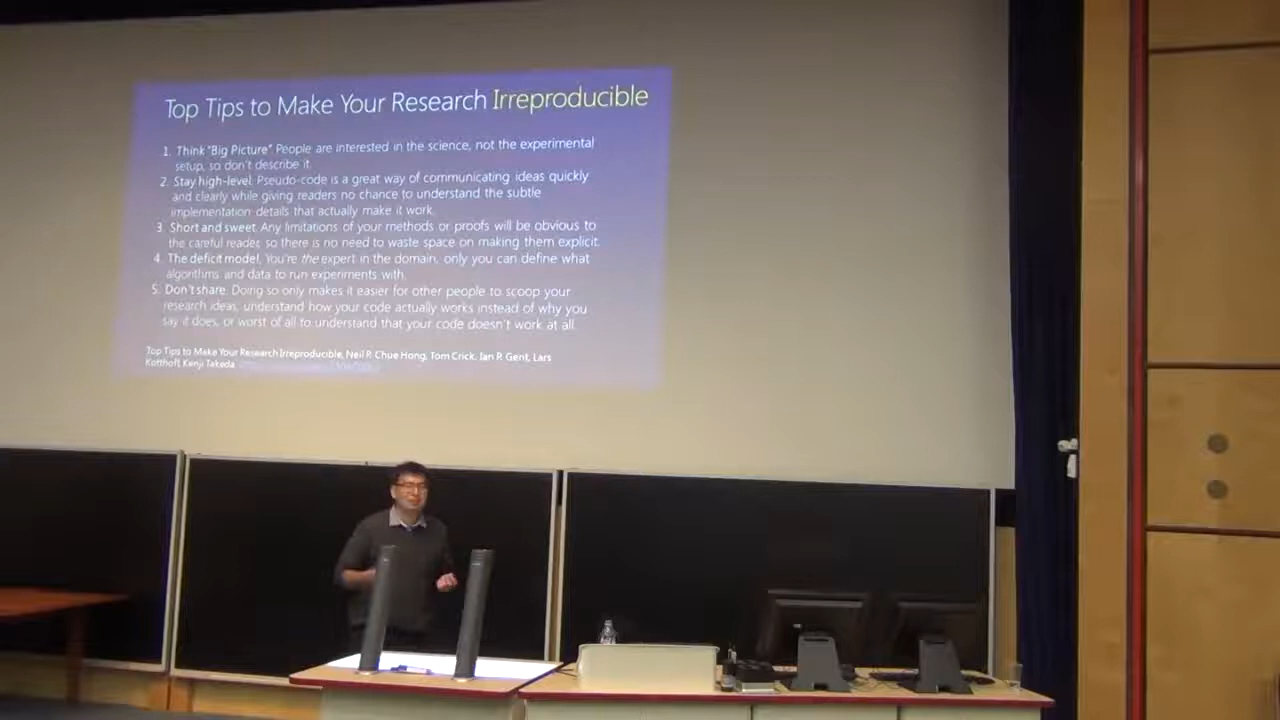 Top Tips to Make Your Research Irreproducible
1. Think "Big Picture" People are interested in the science, not the experimental
setup, so don't describe it.
2. Stay high-level. Pseudo-code is a great way of communicating ideas quickly
and clearly while giving readers no chance to understand the subtle
implementation details that actually make it work.
3. Short and sweet. Any limitations of your methods or proofs will be obvious to
the careful reader, so there is no need to waste space on making them explicit.
4. The deficit model. You're the expert in the domain, only you can define what
algorithms and data to run experiments with.
5. Don't share. Doing so only makes it easier for other people to scoop your
research ideas, understand how your code actually works instead of why you
say it does, or worst of all to understand that your code doesn't work at all.
Top Tips to Make Your Research Irreproducible, Neil P. Chue Hong, Tom Crick, Ian P. Gent, Lars
Kotthoff, Kenji Takeda